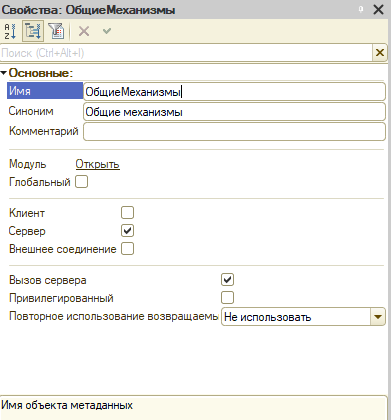 Свойства: ОбщиеМеханизмы
Поиск (Ctrl+Alt+I)
Основные:
Имя ОбщиеМеханизмы
Синоним Общие механизмы
Комментарий
Модуль Открыть
Глобальный
Клиент
Сервер
Внешнее соединение
Вызов сервера
Привилегированный
Повторное использование возвращаемы Не использовать
Имя объекта метаданных